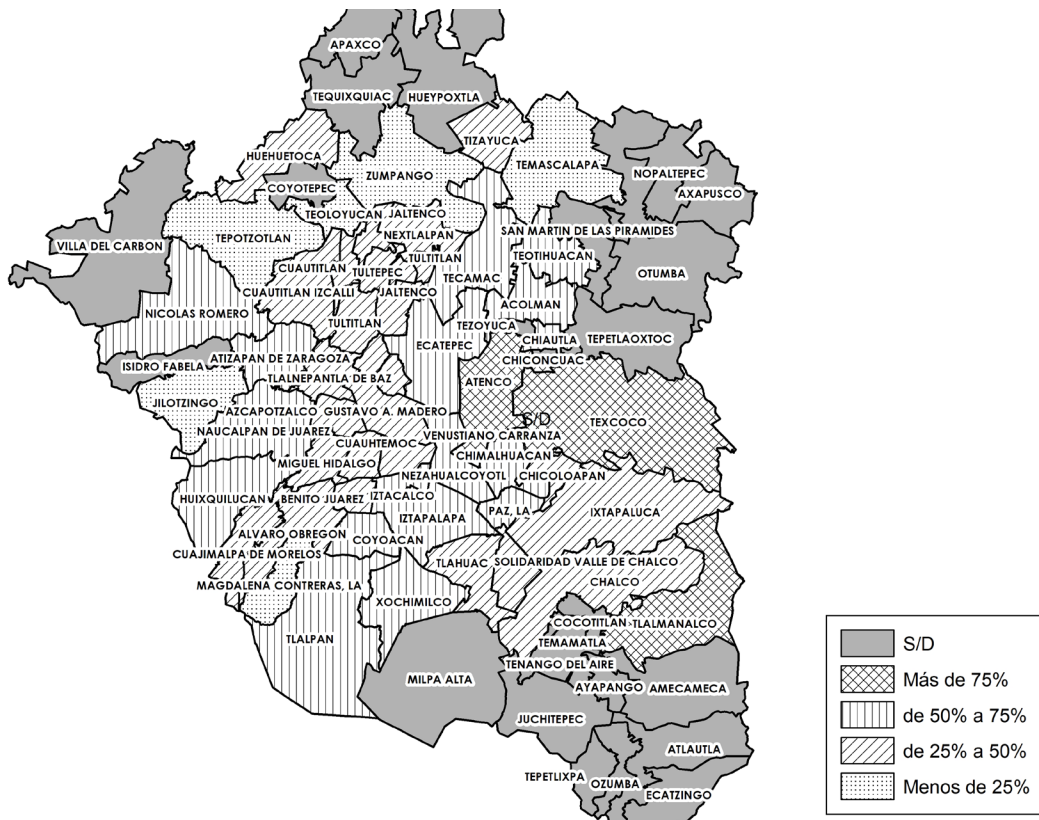 APAXCO
TEQUIXQUIAC
HUEYPOXTLA
TIZAYUCA
HUEHUETOCA
TEMASCALAPA
ZUMPANGO
NOPALTEPEC
COYOTEPEC
AXAPUSCO
TEOLOYUCAN
JALTENCO
NEXTLALPAN
SAN MARTIN DE LAS PIRAMIDES
VILLA DEL CARBON
TEPOTZOTLAN
TULTITLAN
TEOTIHUACAN
CUAUTITLAN
TULTEPEC
TECAMAC
OTUMBA
CUAUTITLAN IZCALLI
JALTENCO
ACOLMAN
NICOLAS ROMERO
TULTITLAN
TEZOYUCA
ECATEPEC
CHIAUTLA
TEPETLAOXTOC
ATIZAPAN DE ZARAGOZA
CHICONCUAC
ISIDRO FABELA
TLALNEPANTLA DE BAZ
ATENCO
JILOTZINGO
AZCAPOTZALCO
GUSTAVO A. MADERO
S/D
TEXCOCO
NAUCALPAN DE JUAREZ
VENUSTIANO CARRANZA
CUAUHTEMOC
CHIMALHUACAN
MIGUEL HIDALGO
NEZAHUALCOYOTL
CHICOLOAPAN
HUIXQUILUCAN
BENITO JUAREZ
IZTACALCO
PAZ, LA
IXTAPALUCA
IZTAPALAPA
ALVARO OBREGON
COYOACAN
CUAJIMALPA DE MORELOS
TLAHUAC
SOLIDARIDAD VALLE DE CHALCO
CHALCO
MAGDALENA CONTRERAS, LA
XOCHIMILCO
COCOTITLAN
TLALMANALCO
TLALPAN
TEMAMATLA
TENANGO DEL AIRE
MILPA ALTA
AYAPANGO
AMECAMECA
JUCHITEPEC
ATLAUTLA
TEPETLIXPA
OZUMBA
ECATZINGO
S/D
Más de 75%
de 50% a 75%
de 25% a 50%
Menos de 25%